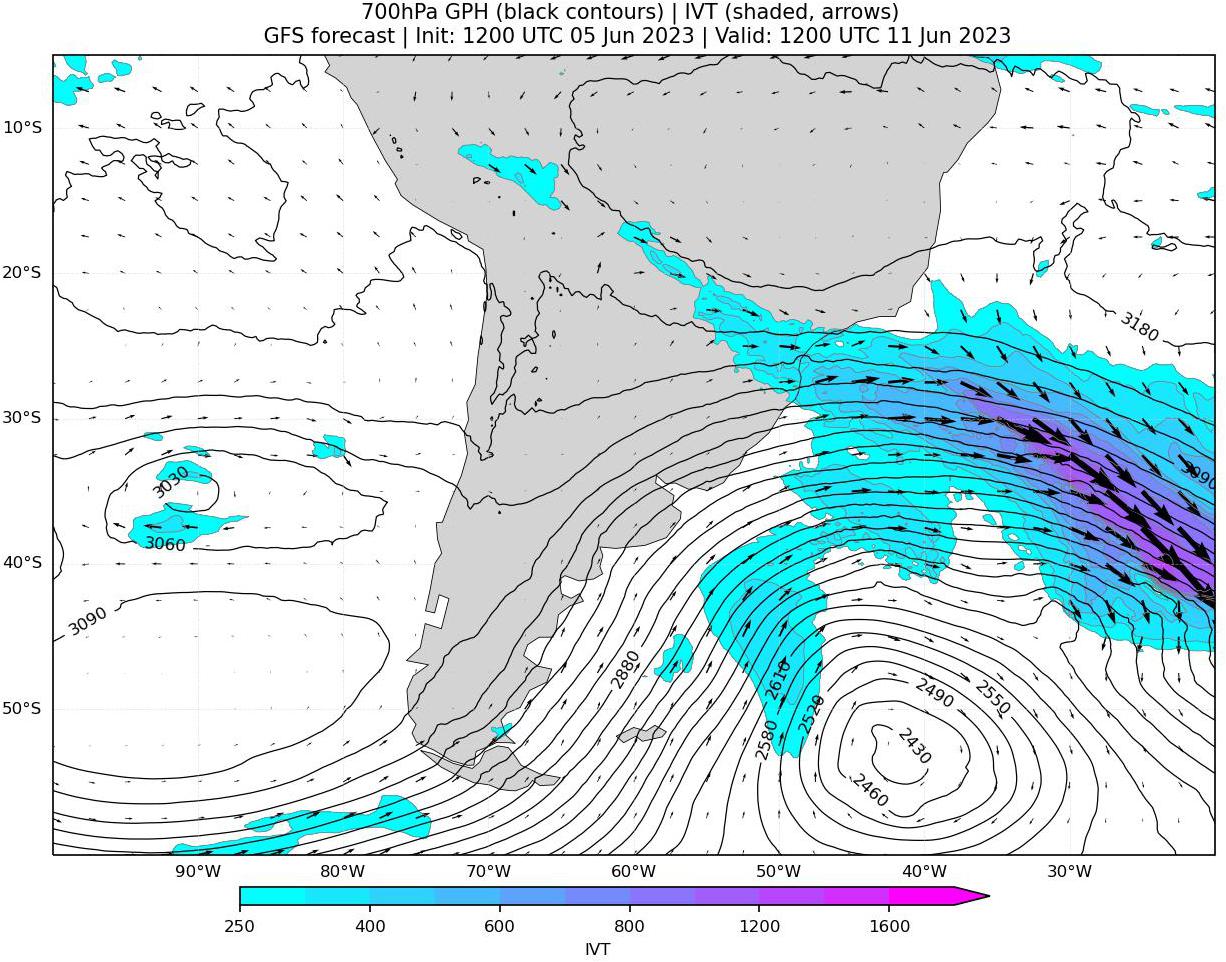 700hPa GPH (black contours) | IVT (shaded, arrows)
GFS forecast | Init: 1200 UTC 05 Jun 2023 | Valid: 1200 UTC 11 Jun 2023
10°S
20°S
3180
30°S
3030
3090
3060
40°S
3090
2880
2610
2490
2550
50°S
2520
2580
2430
2460
90°W 80°W 70°W 60°W 50°W 40°W 30°W
250 400 600 800 1200 1600
IVT